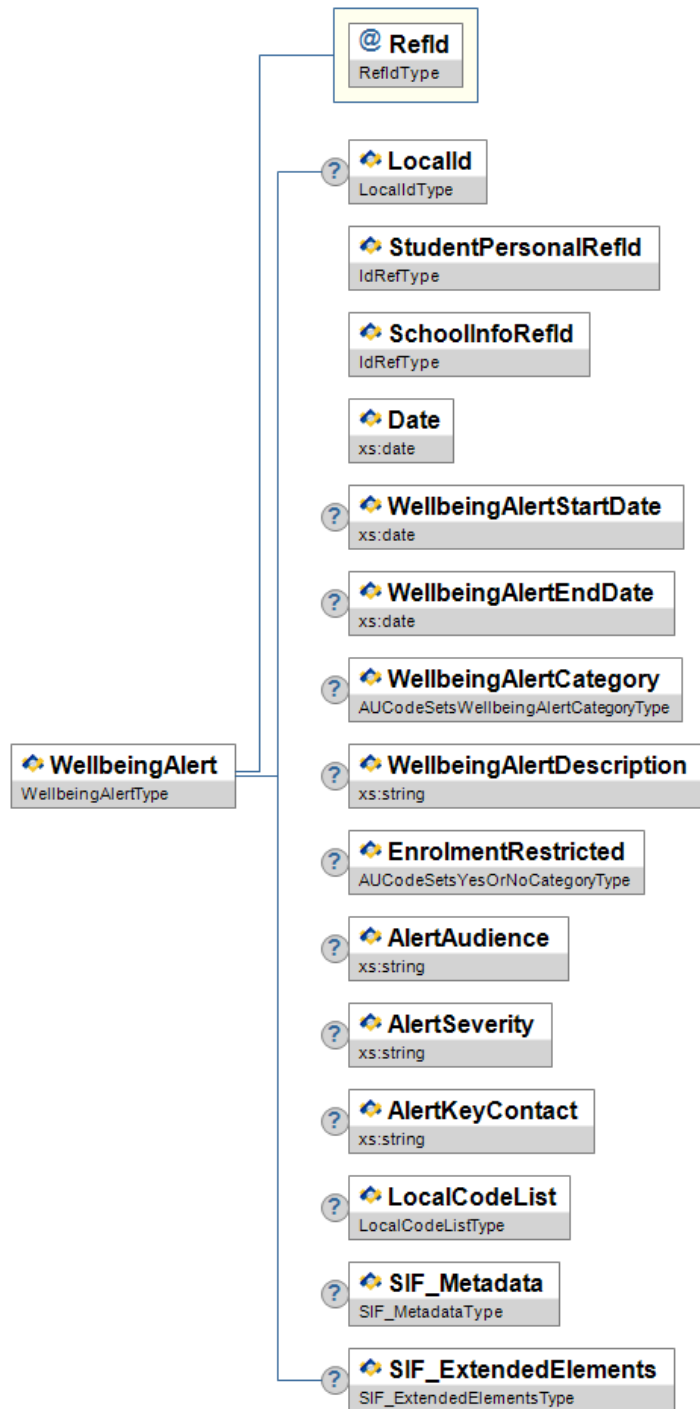 @ RefId
RefIdType
? LocalId
LocalIdType
StudentPersonalRefId
IdRefType
SchoolInfoRefId
IdRefType
Date
xs:date
? WellbeingAlertStartDate
xs:date
? WellbeingAlertEndDate
xs:date
? WellbeingAlertCategory
AUCodeSetsWellbeingAlertCategoryType
WellbeingAlert
WellbeingAlertType
? WellbeingAlertDescription
xs:string
? EnrolmentRestricted
AUCodeSetsYesOrNoCategoryType
? AlertAudience
xs:string
? AlertSeverity
xs:string
? AlertKeyContact
xs:string
? LocalCodeList
LocalCodeListType
? SIF_Metadata
SIF_MetadataType
? SIF_ExtendedElements
SIF_ExtendedElementsType